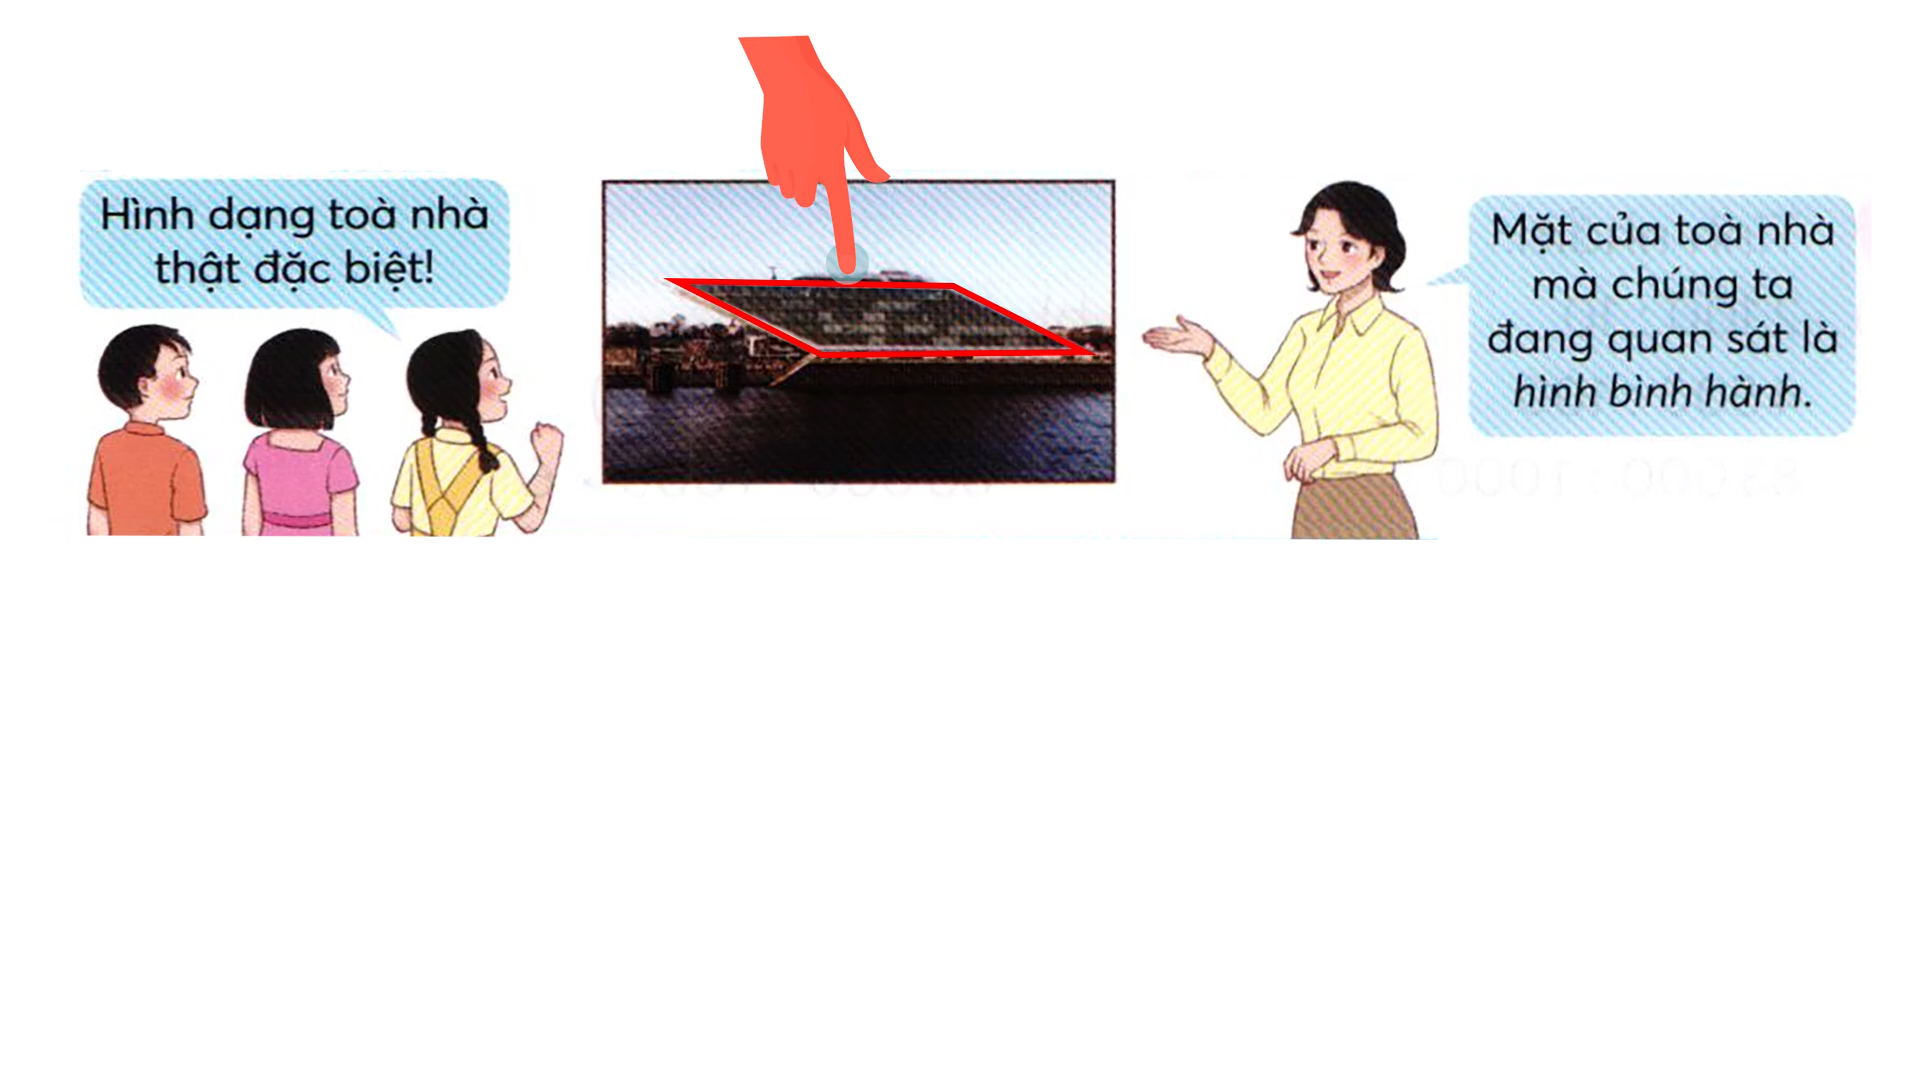 Hình dạng toà nhà
thật đặc biệt!
Mặt của toà nhà
mà chúng ta
đang quan sát là
hình bình hành.